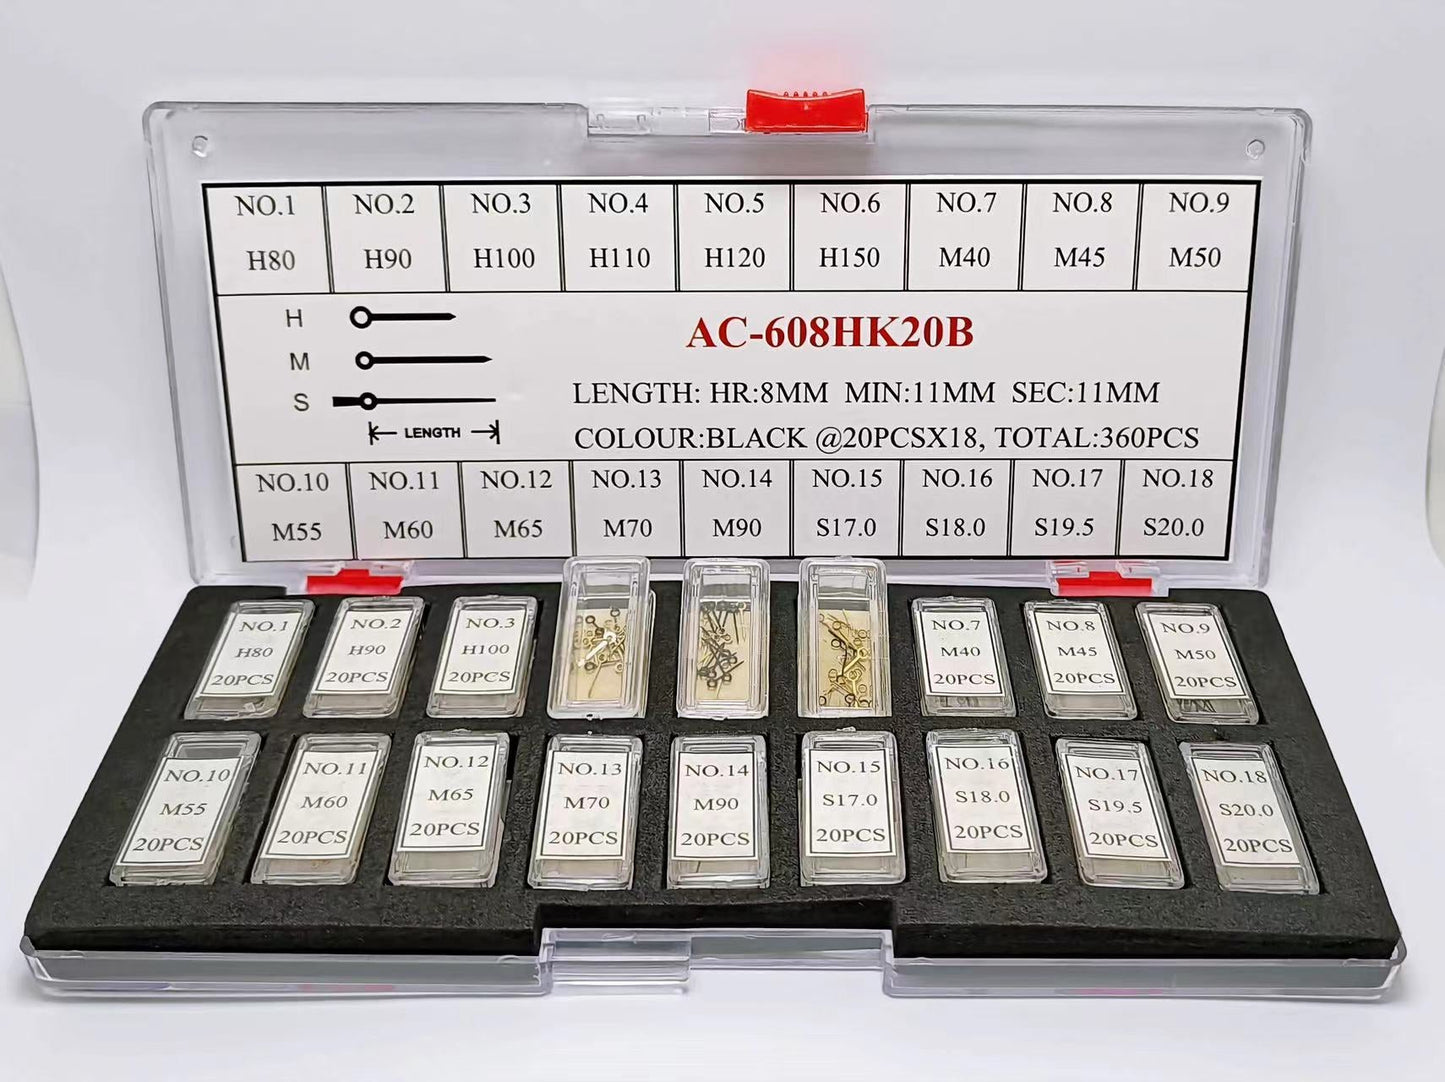 NO.1 NO.2 NO.3 NO.4 NO.5 NO.6 NO.7 NO.8 NO.9
H80 H90 H100 H110 H120 H150 M40 M45 M50
H
M
S
LENGTH
AC-608HK20B
LENGTH: HR:8MM MIN:11MM SEC:11MM
COLOUR:BLACK @20PCSX18, TOTAL:360PCS
NO.10 NO.11 NO.12 NO.13 NO.14 NO.15 NO.16 NO.17 NO.18
M55 M60 M65 M70 M90 S17.0 S18.0 S19.5 S20.0
NO.1
H80
20PCS
NO.2
H90
20PCS
NO.3
H100
20PCS
NO.7
M40
20PCS
NO.8
M45
20PCS
NO.9
M50
20PCS
NO.10
M55
20PCS
NO.11
M60
20PCS
NO.12
M65
20PCS
NO.13
M70
20PCS
NO.14
M90
20PCS
NO.15
S17.0
20PCS
NO.16
S18.0
20PCS
NO.17
S19.5
20PCS
NO.18
S20.0
20PCS